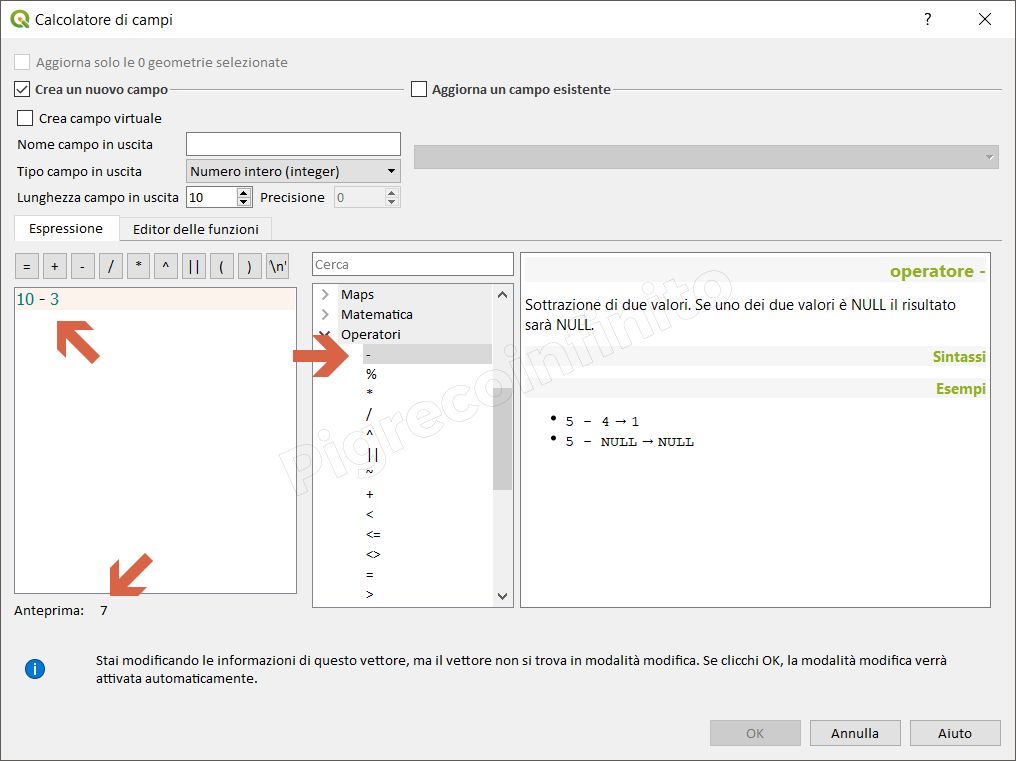 Calcolatore di campi
?
Aggiorna solo le 0 geometrie selezionate
Crea un nuovo campo
Aggiorna un campo esistente
Crea campo virtuale
Nome campo in uscita
Tipo campo in uscita
Numero intero (integer)
Lunghezza campo in uscita
10
Precisione
0
Espressione
Editor delle funzioni
= + - / * ^ || ( ) '\n'
10 - 3
Anteprima: 7
Cerca
Maps
Matematica
Operatori
-
%
*
/
^
||
~
+
<
<=
<>
=
>
operatore -
Sottrazione di due valori. Se uno dei due valori è NULL il risultato
sarà NULL.
Sintassi
Esempi
5 - 4 → 1
5 - NULL → NULL
Pigrecoinfinito
Stai modificando le informazioni di questo vettore, ma il vettore non si trova in modalità modifica. Se clicchi OK, la modalità modifica verrà
attivata automaticamente.
OK
Annulla
Aiuto